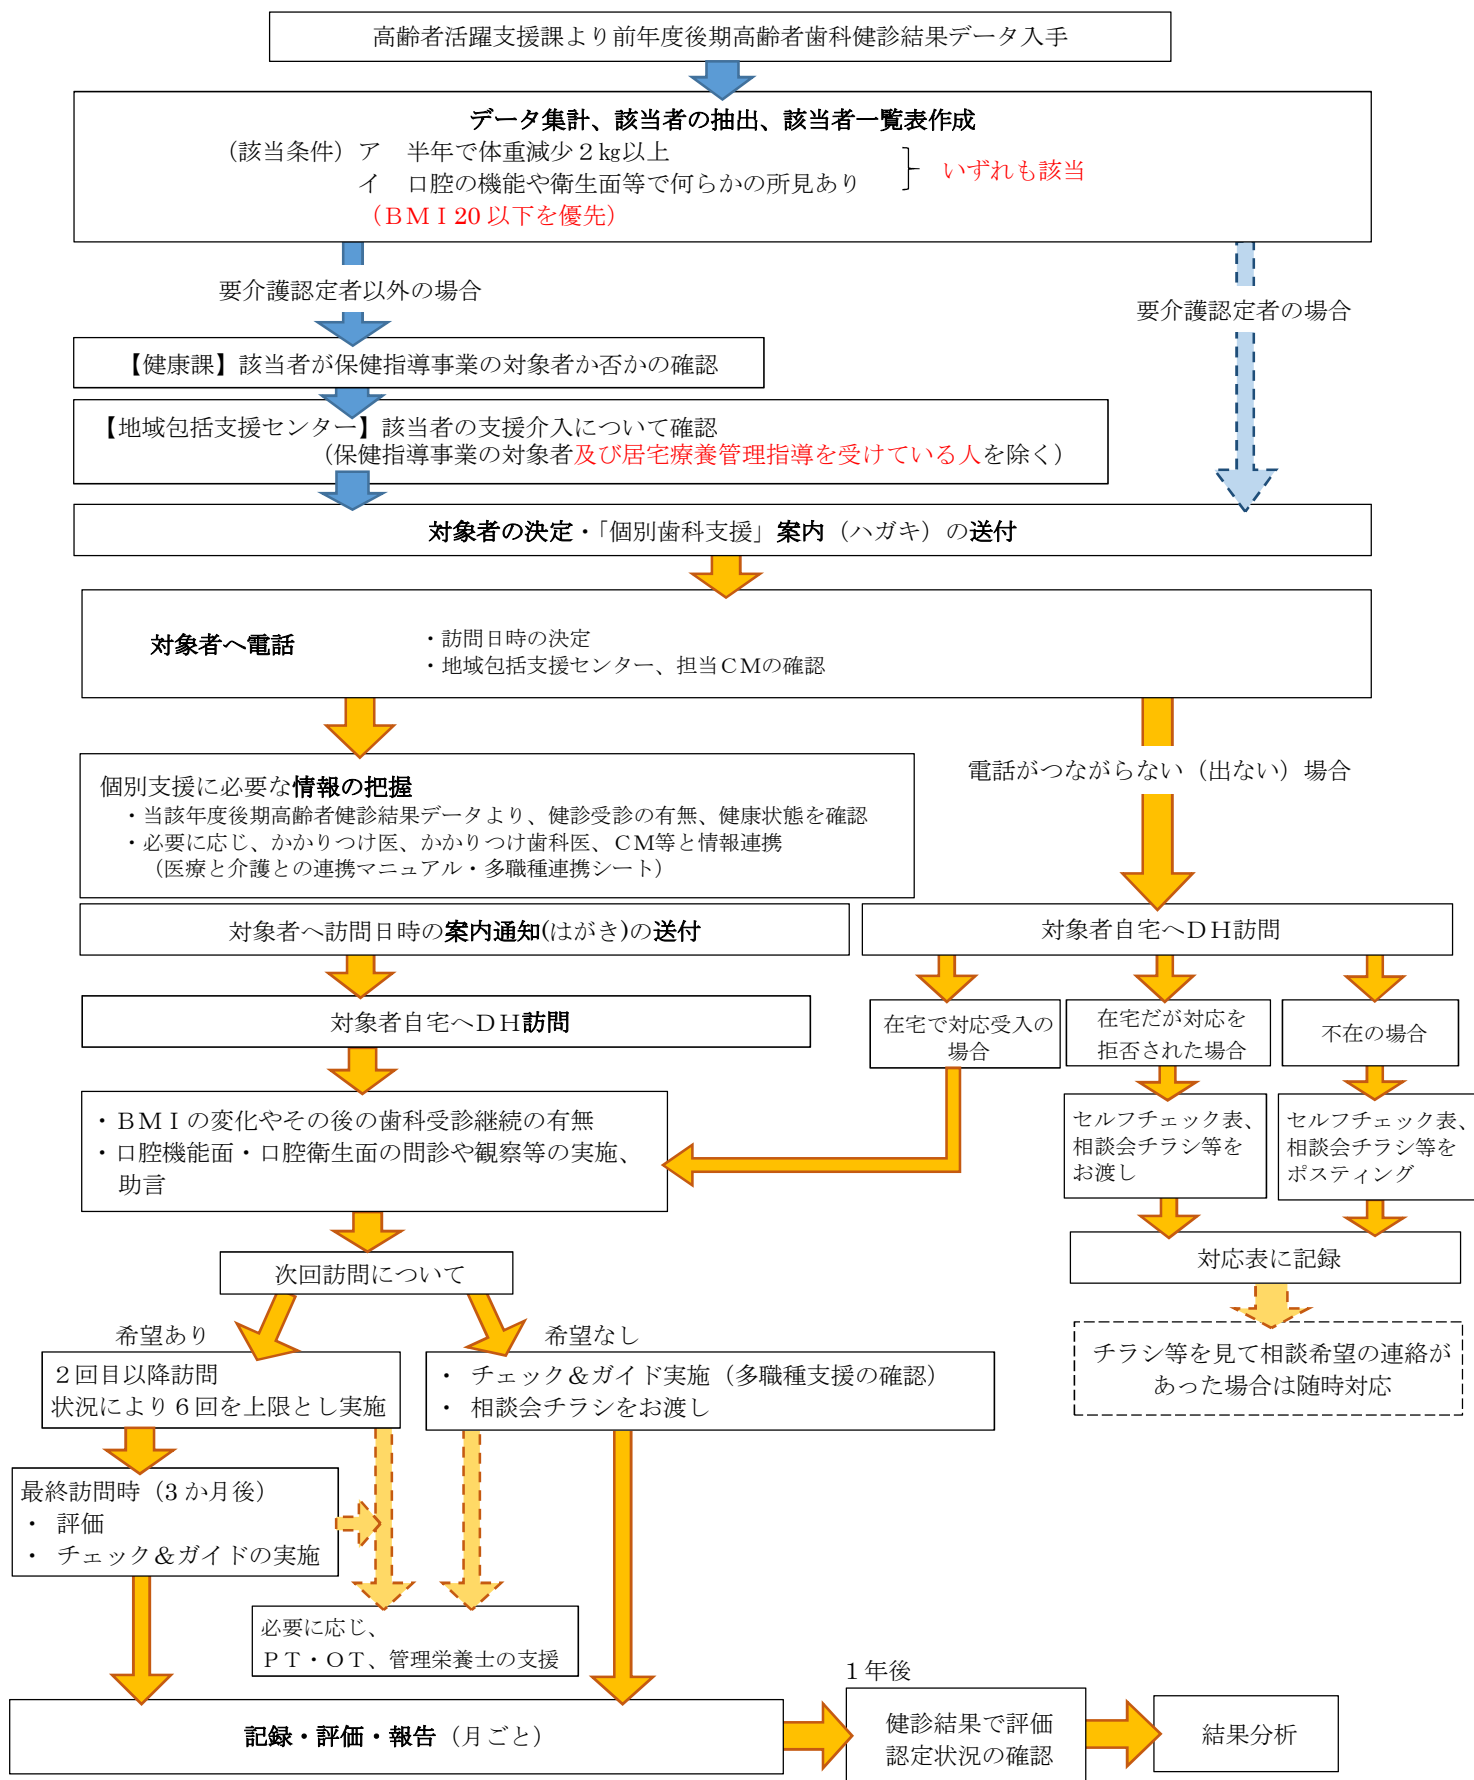 高齢者活躍支援課より前年度後期高齢者歯科健診結果データ入手
データ集計、該当者の抽出、該当者一覧表作成
（該当条件）ア　半年で体重減少２㎏以上
イ　口腔の機能や衛生面等で何らかの所見あり
いずれも該当
（ＢＭＩ20 以下を優先）
要介護認定者以外の場合
要介護認定者の場合
【健康課】該当者が保健指導事業の対象者か否かの確認
【地域包括支援センター】該当者の支援介入について確認
（保健指導事業の対象者及び居宅療養管理指導を受けている人を除く）
対象者の決定・「個別歯科支援」案内（ハガキ）の送付
対象者へ電話
・訪問日時の決定
・地域包括支援センター、担当ＣＭの確認
電話がつながらない（出ない）場合
個別支援に必要な情報の把握
・当該年度後期高齢者健診結果データより、健診受診の有無、健康状態を確認
・必要に応じ、かかりつけ医、かかりつけ歯科医、ＣＭ等と情報連携
（医療と介護との連携マニュアル・多職種連携シート）
対象者へ訪問日時の案内通知(はがき)の送付
対象者自宅へＤＨ訪問
対象者自宅へＤＨ訪問
在宅で対応受入の
場合
在宅だが対応を
拒否された場合
不在の場合
・ＢＭＩの変化やその後の歯科受診継続の有無
・口腔機能面・口腔衛生面の問診や観察等の実施、
助言
セルフチェック表、
相談会チラシ等を
お渡し
セルフチェック表、
相談会チラシ等を
ポスティング
次回訪問について
対応表に記録
希望あり
希望なし
２回目以降訪問
状況により６回を上限とし実施
・ チェック＆ガイド実施（多職種支援の確認）
・ 相談会チラシをお渡し
チラシ等を見て相談希望の連絡が
あった場合は随時対応
最終訪問時（3 か月後）
・ 評価
・ チェック＆ガイドの実施
必要に応じ、
ＰＴ・ＯＴ、管理栄養士の支援
１年後
記録・評価・報告（月ごと）
健診結果で評価
認定状況の確認
結果分析